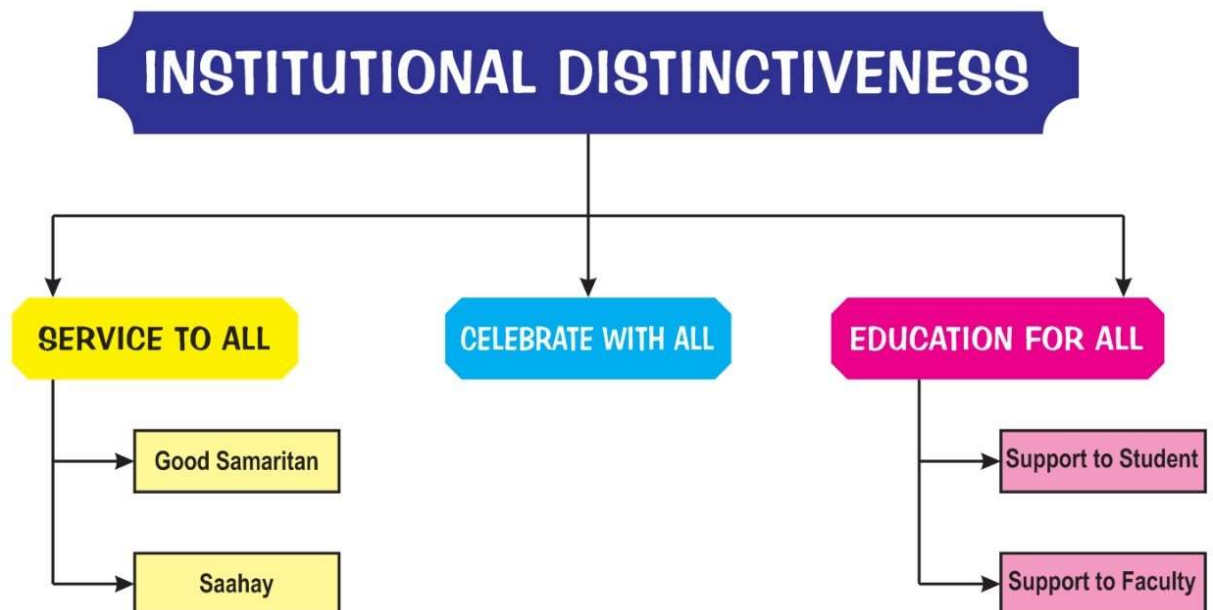 INSTITUTIONAL DISTINCTIVENESS
SERVICE TO ALL
CELEBRATE WITH ALL
EDUCATION FOR ALL
Good Samaritan
Support to Student
Saahay
Support to Faculty